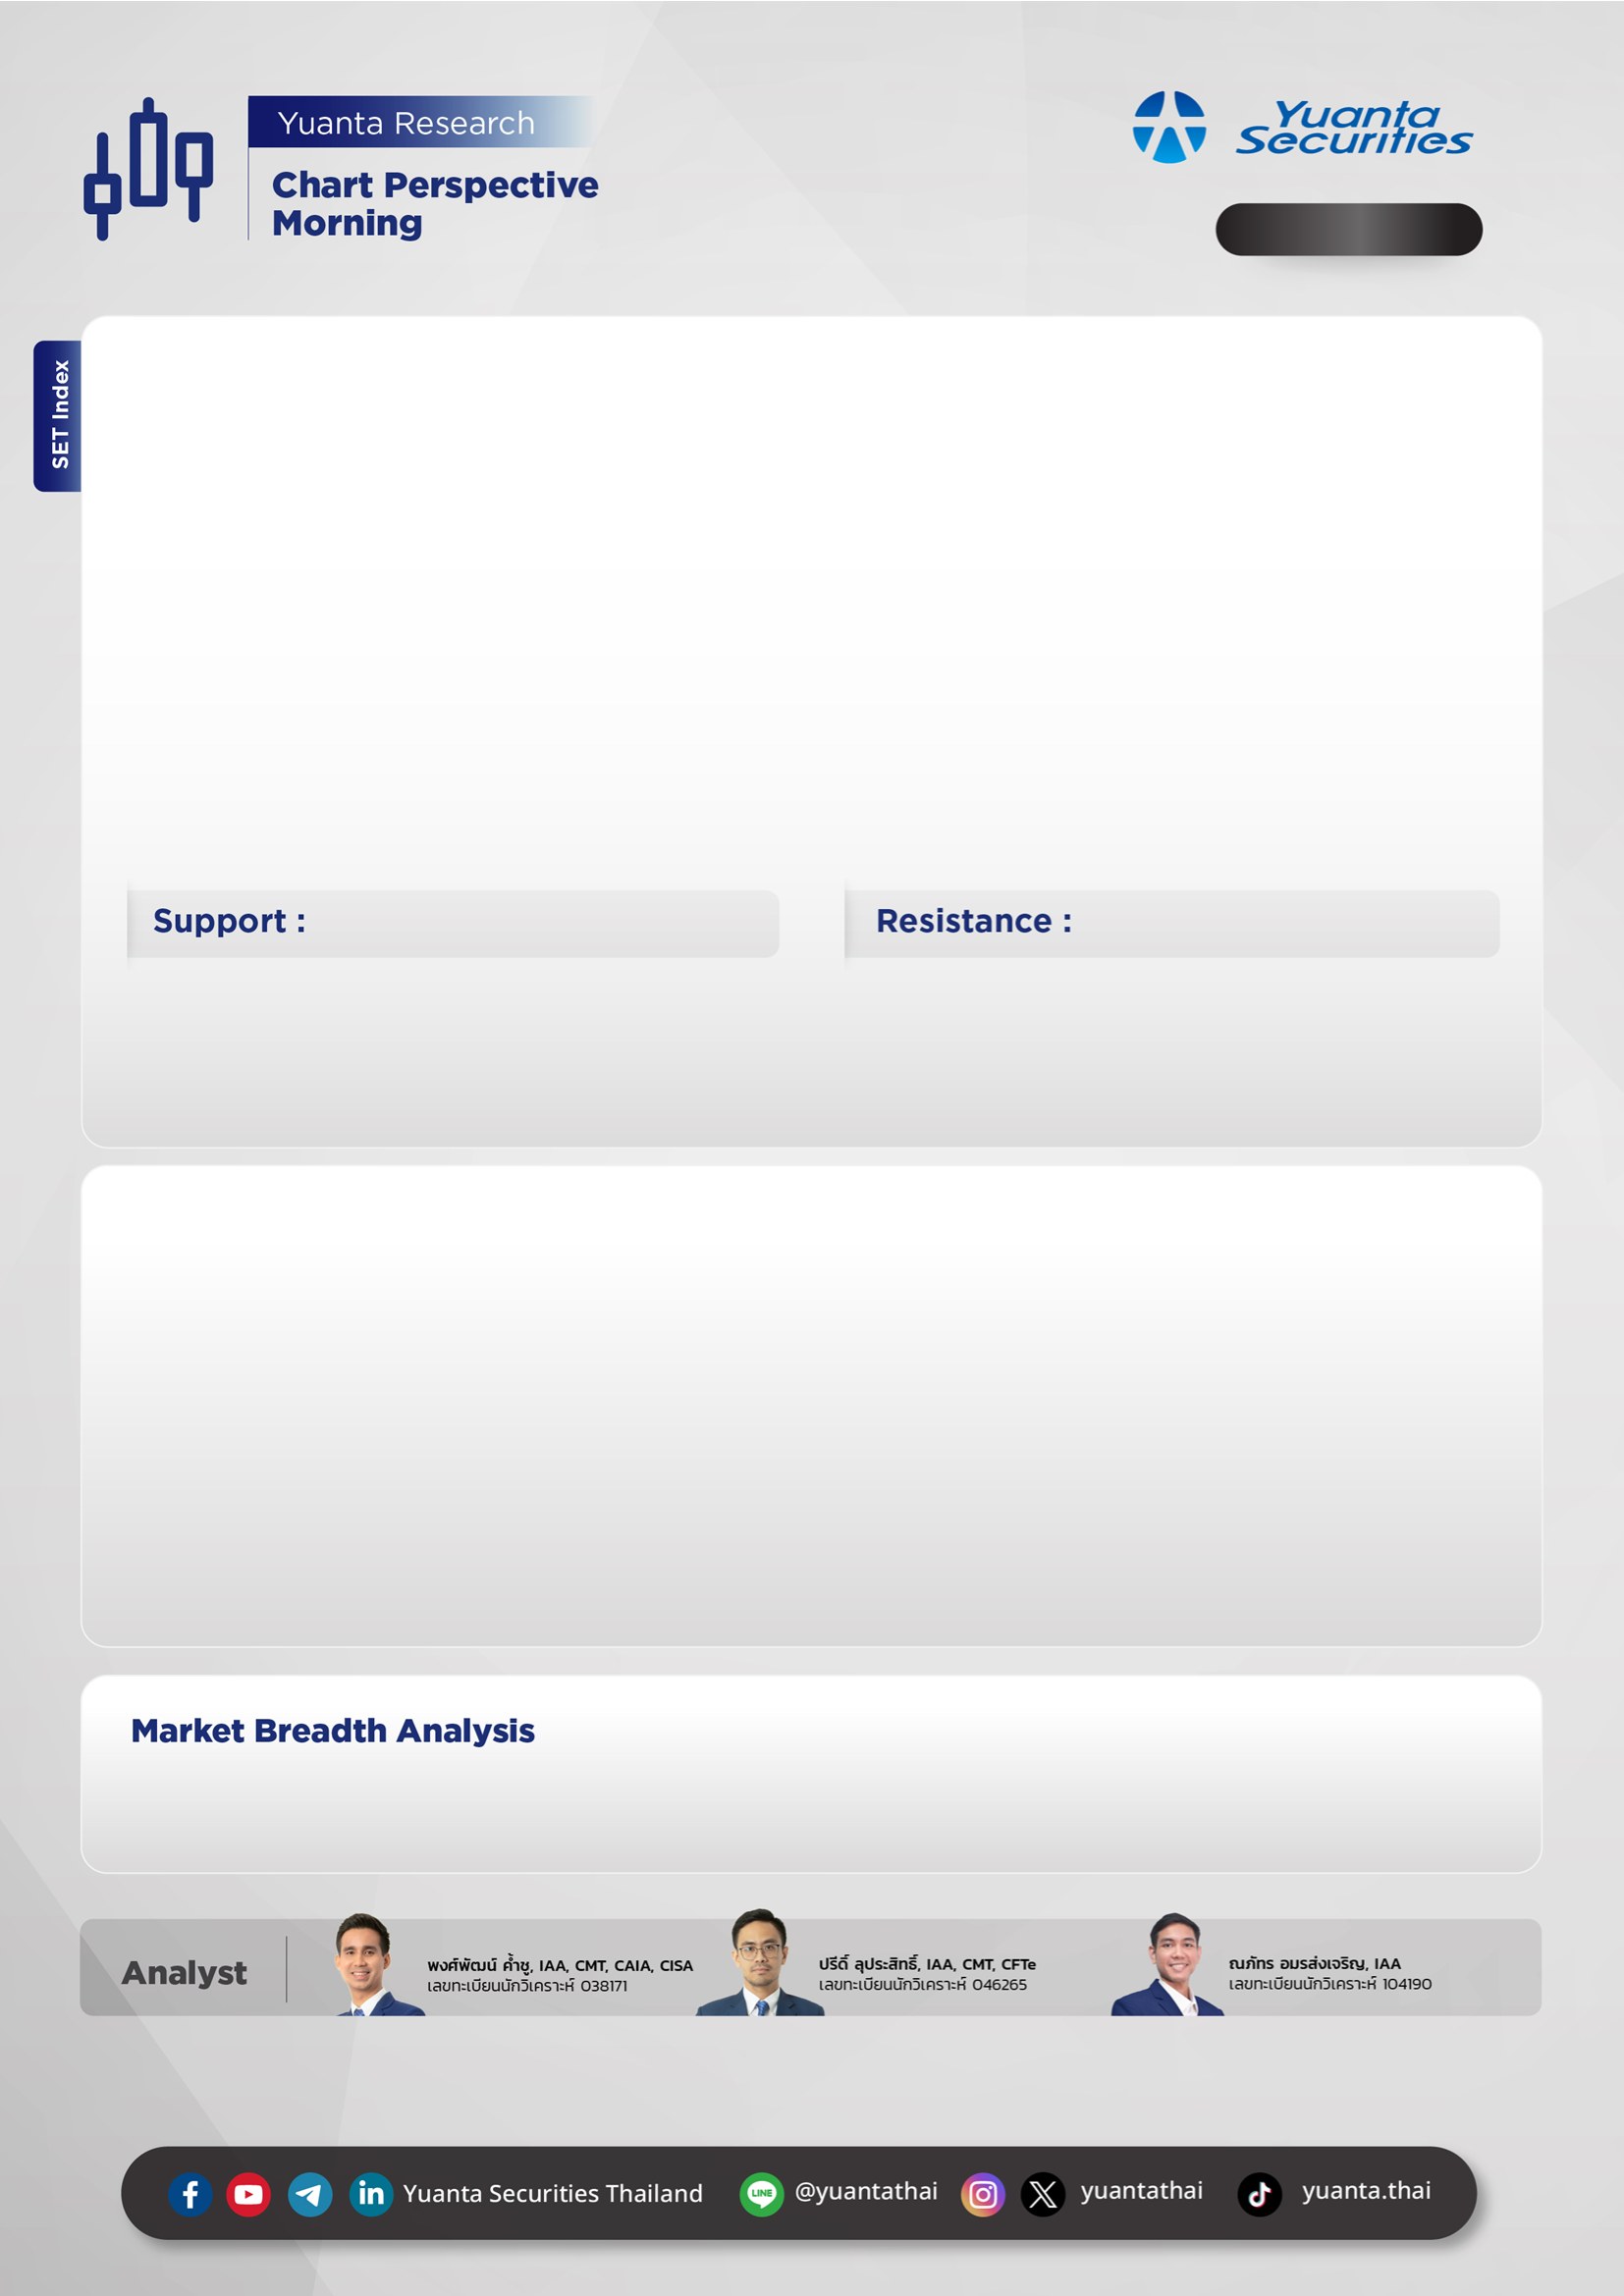 Yuanta Research
Chart Perspective
Morning
Yuanta
Securities
SET Index
Support :
Resistance :
Market Breadth Analysis
Analyst
พงศ์พัฒน์ ค้ำชู, IAA, CMT, CAIA, CISA
เลขทะเบียนนักวิเคราะห์ 038171
ปรีดิ์ ลุประสิทธิ์, IAA, CMT, CFTe
เลขทะเบียนนักวิเคราะห์ 046265
ณภัทร อมรส่งเจริญ, IAA
เลขทะเบียนนักวิเคราะห์ 104190
Yuanta Securities Thailand
LINE
@yuantathai
yuantathai
yuanta.thai